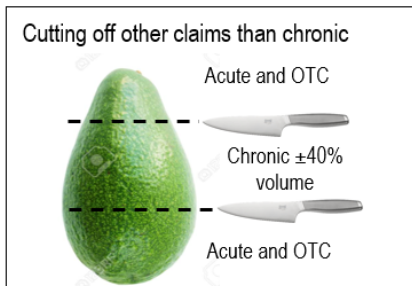 Cutting off other claims than chronic
Acute and OTC
Chronic ±40%
volume
Acute and OTC